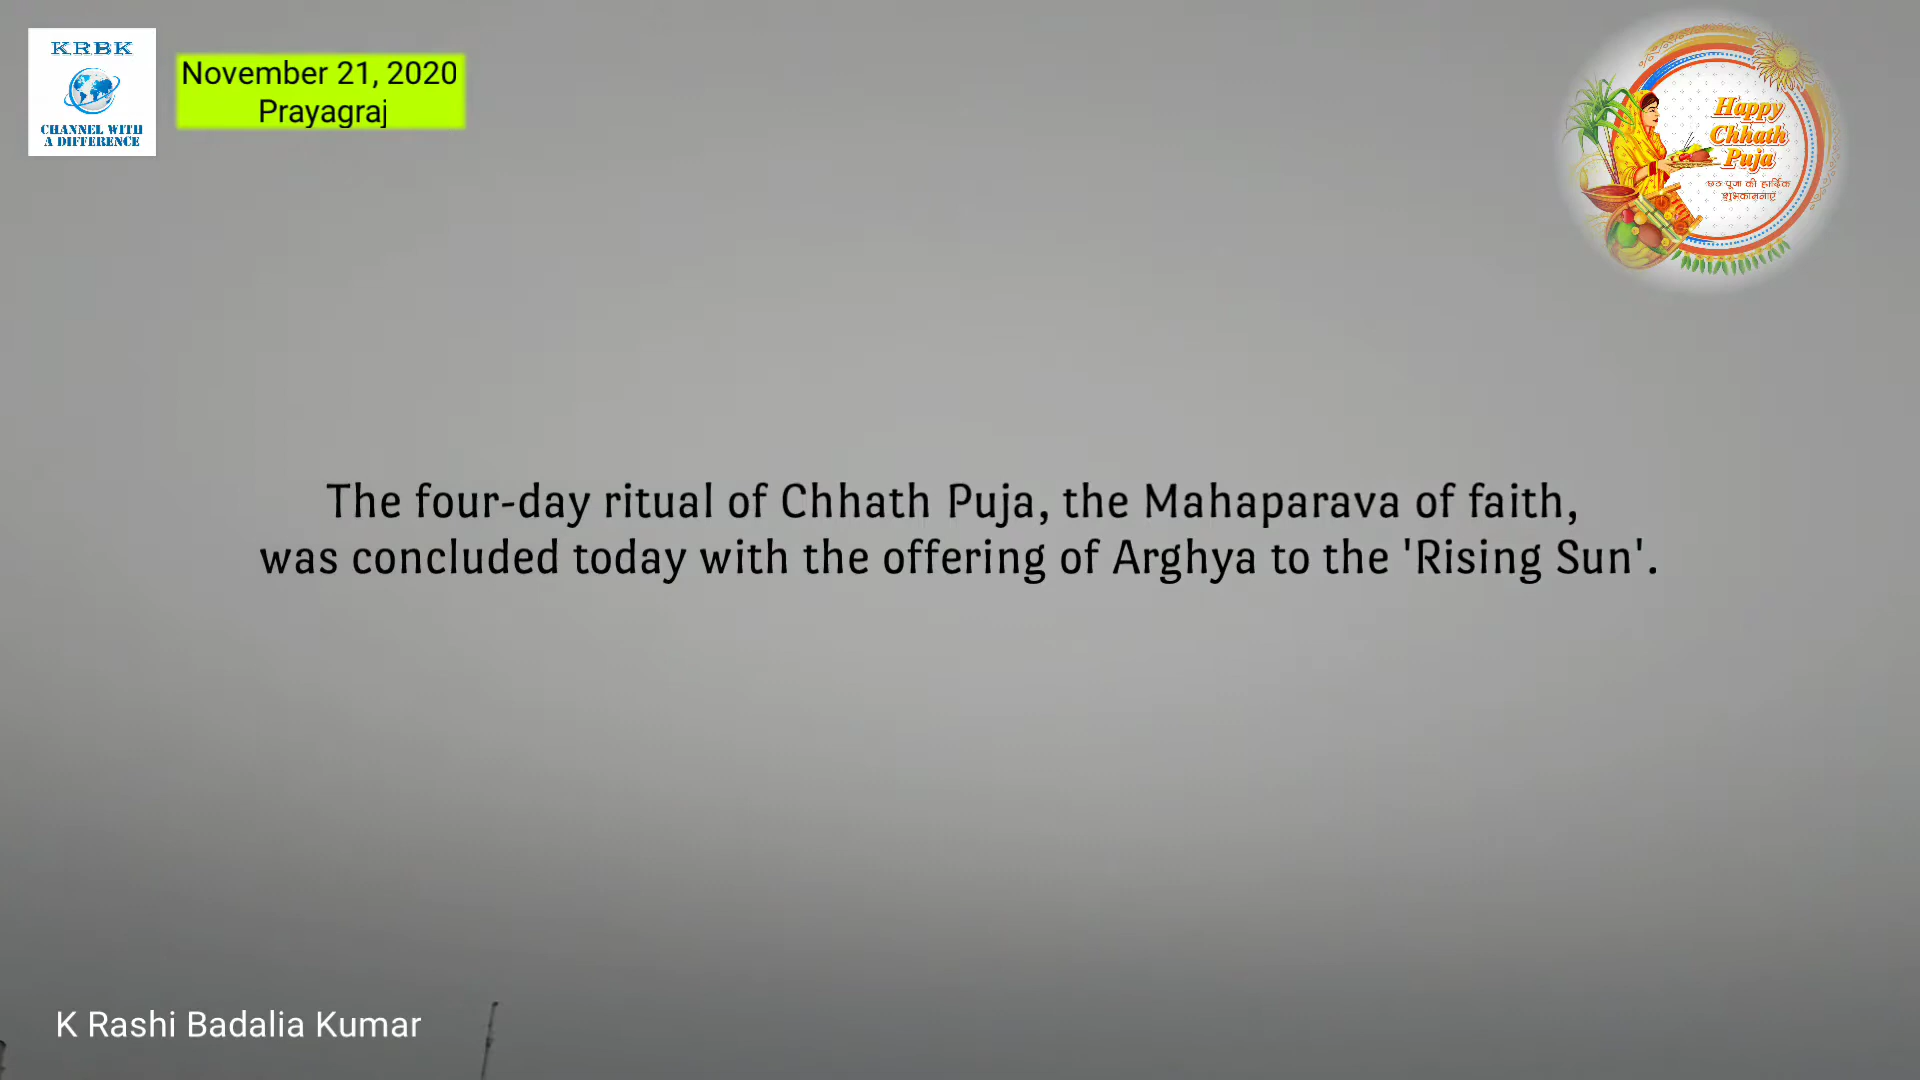 KRBK
CHANNEL WITH
A DIFFERENCE
November 21, 2020
Prayagraj
Happy
Chhath
Puja
छठ पूजा की हार्दिक
शुभकामनाएँ
The four-day ritual of Chhath Puja, the Mahaparava of faith,
was concluded today with the offering of Arghya to the 'Rising Sun'.
K Rashi Badalia Kumar